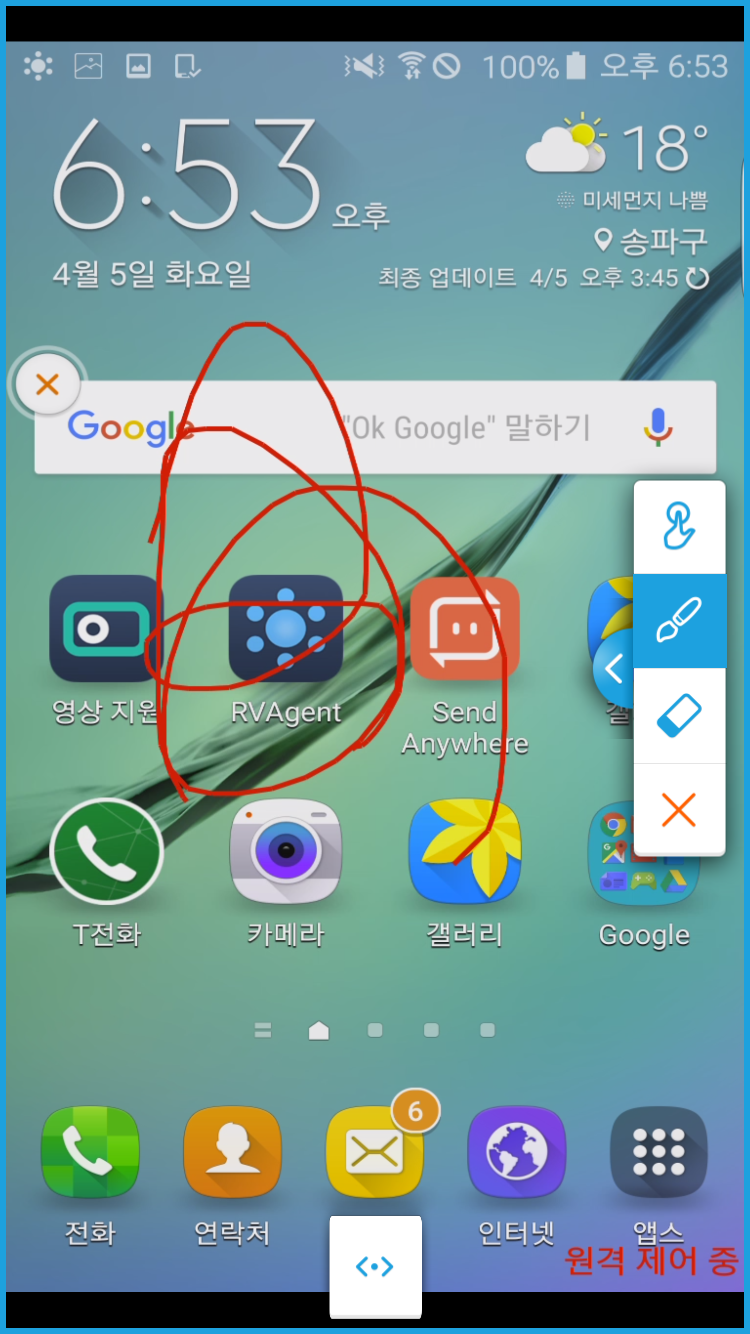 100% 오후 6:53
6:53 오후
18°
미세먼지 나쁨
송파구
4월 5일 화요일
최종 업데이트 4/5 오후 3:45
Google "Ok Google" 말하기
영상 지원
RVAgent
Send
Anywhere
갤
T전화
카메라
갤러리
Google
6
전화
연락처
인터넷
앱스
원격 제어 중